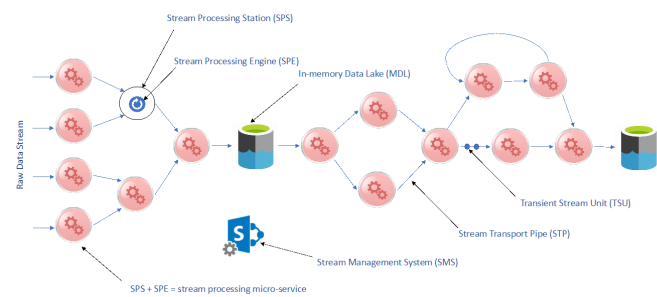 Stream Processing Station (SPS)
Stream Processing Engine (SPE)
In-memory Data Lake (MDL)
Raw Data Stream
Transient Stream Unit (TSU)
Stream Transport Pipe (STP)
S
Stream Management System (SMS)
SPS + SPE = stream processing micro-service